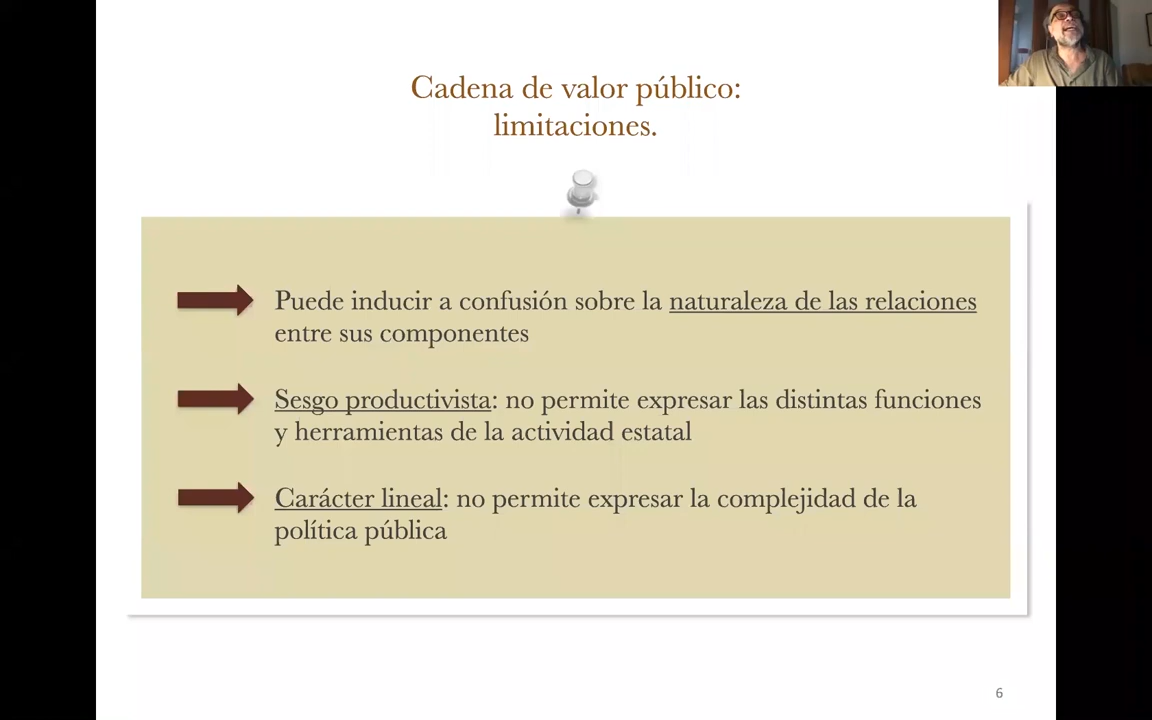 Cadena de valor público:
limitaciones.
Puede inducir a confusión sobre la naturaleza de las relaciones
entre sus componentes
Sesgo productivista: no permite expresar las distintas funciones
y herramientas de la actividad estatal
Carácter lineal: no permite expresar la complejidad de la
política pública
6